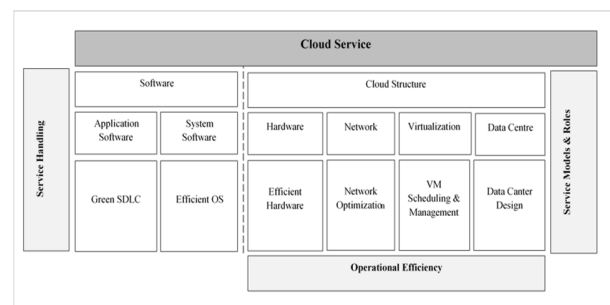 Cloud Service
Software
Cloud Structure
Service Handling
Application
Software
System
Software
Hardware
Network
Virtualization
Data Centre
Service Models & Roles
Green SDLC
Efficient OS
Efficient
Hardware
Network
Optimization
VM
Scheduling &
Management
Data Canter
Design
Operational Efficiency